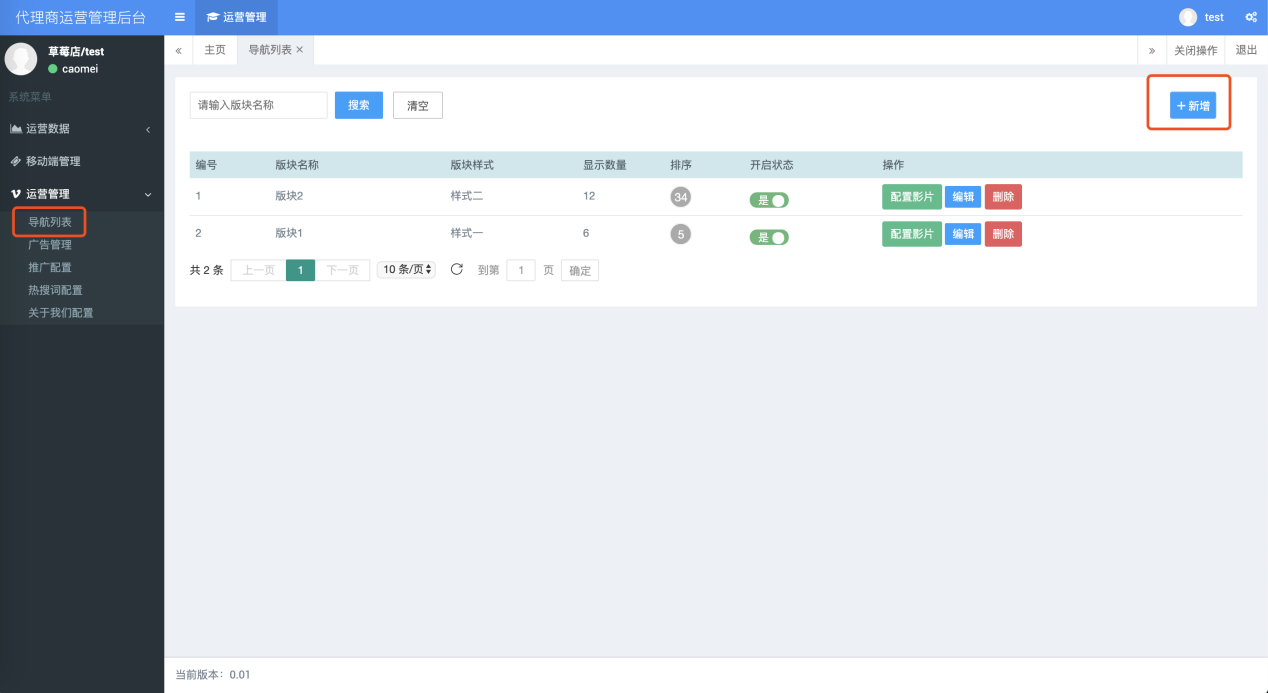 代理商运营管理后台 运营管理 test
草莓店/test
caomei
« 主页 导航列表 × » 关闭操作 退出
系统菜单
运营数据
移动端管理
运营管理
导航列表
广告管理
推广配置
热搜词配置
关于我们配置
请输入版块名称 搜索 清空 +新增
编号 版块名称 版块样式 显示数量 排序 开启状态 操作
1 版块2 样式二 12 34 是 配置影片 编辑 删除
2 版块1 样式一 6 5 是 配置影片 编辑 删除
共 2 条 上一页 1 下一页 10 条/页 到第 1 页 确定
当前版本：0.01